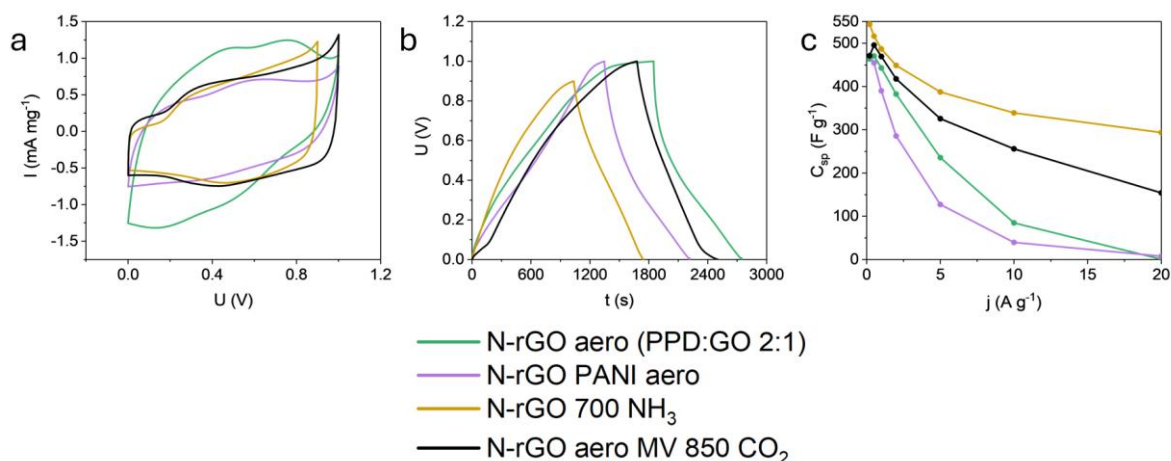 a
1.5
1.0
0.5
0.0
-0.5
-1.0
-1.5
I (mA mg⁻¹)
0.0 0.4 0.8 1.2
U (V)
b
1.2
1.0
0.8
0.6
0.4
0.2
0.0
U (V)
0 600 1200 1800 2400 3000
t (s)
c
550
500
400
300
200
100
0
Cₛₚ (F g⁻¹)
0 5 10 15 20
j (A g⁻¹)
N-rGO aero (PPD:GO 2:1)
N-rGO PANI aero
N-rGO 700 NH₃
N-rGO aero MV 850 CO₂